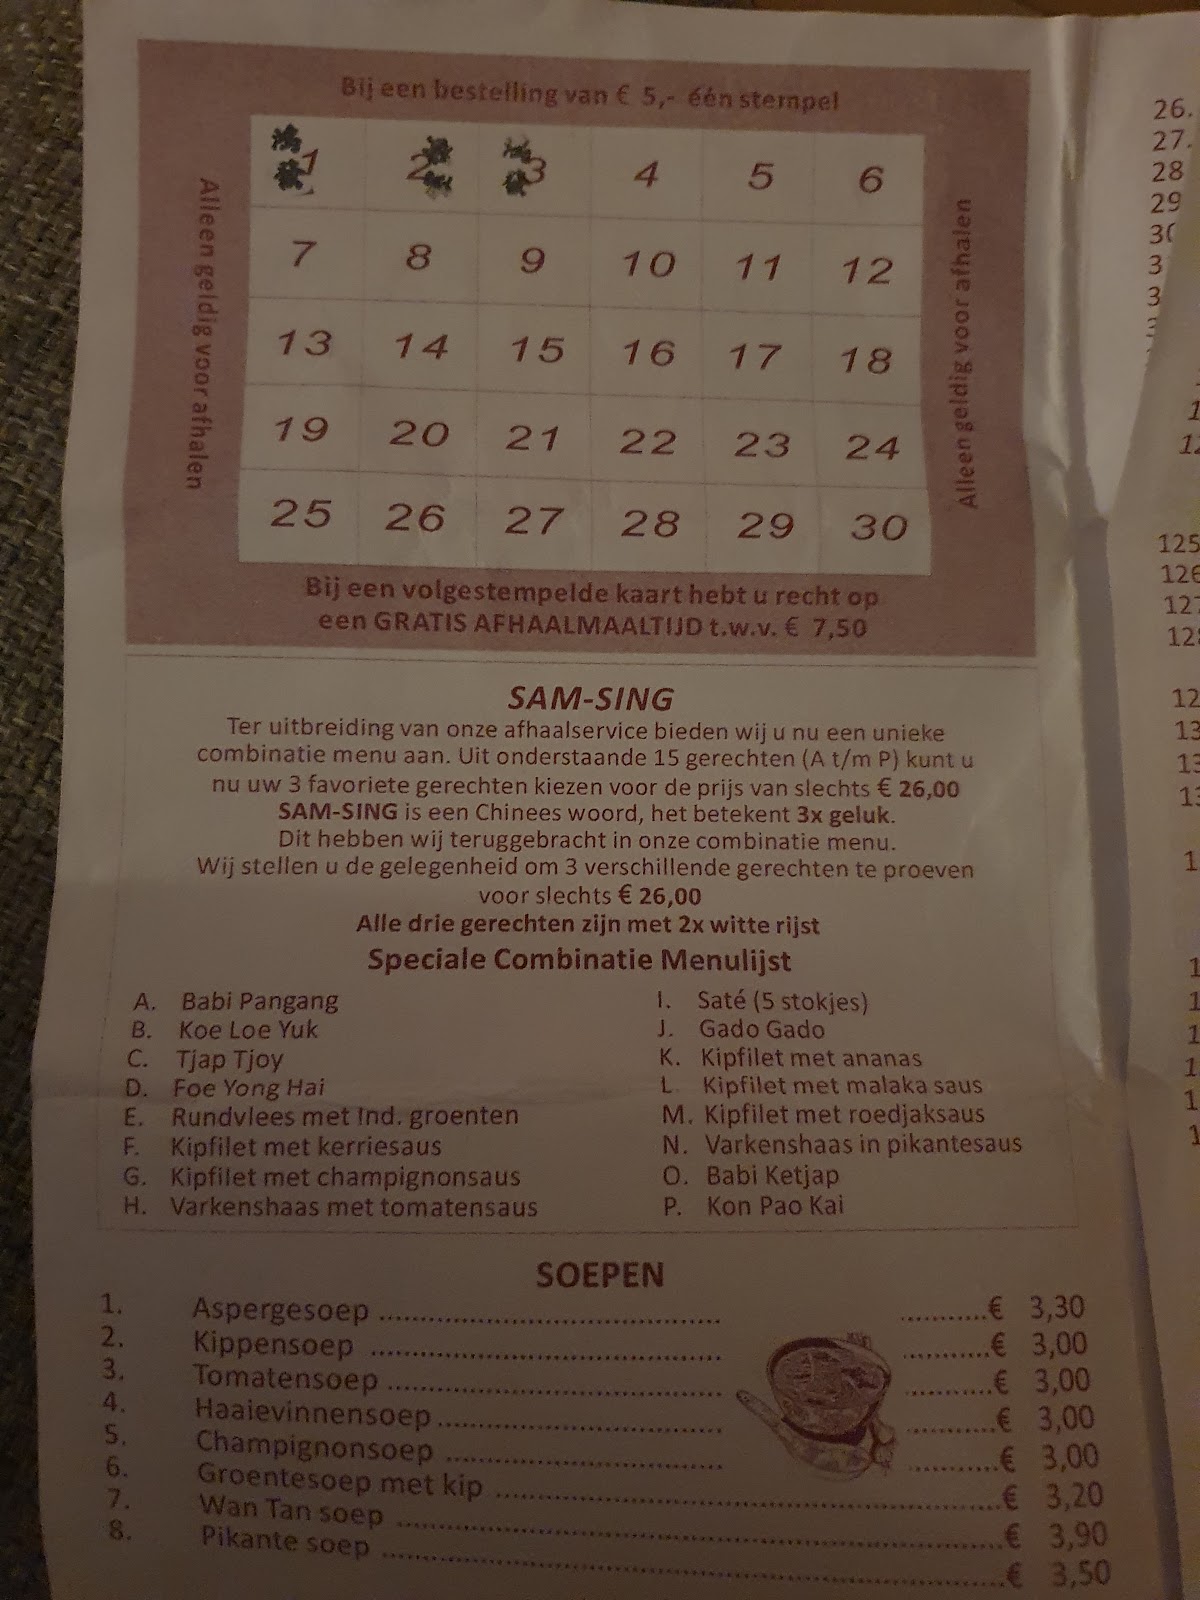 Bij een bestelling van € 5,- één stempel
Alleen geldig voor afhalen
1 2 3 4 5 6
7 8 9 10 11 12
13 14 15 16 17 18
19 20 21 22 23 24
25 26 27 28 29 30
Alleen geldig voor afhalen
Bij een volgestempelde kaart hebt u recht op
een GRATIS AFHAALMAALTIJD t.w.v. € 7,50
SAM-SING
Ter uitbreiding van onze afhaalservice bieden wij u nu een unieke
combinatie menu aan. Uit onderstaande 15 gerechten (A t/m P) kunt u
nu uw 3 favoriete gerechten kiezen voor de prijs van slechts € 26,00
SAM-SING is een Chinees woord, het betekent 3x geluk.
Dit hebben wij teruggebracht in onze combinatie menu.
Wij stellen u de gelegenheid om 3 verschillende gerechten te proeven
voor slechts € 26,00
Alle drie gerechten zijn met 2x witte rijst
Speciale Combinatie Menulijst
A. Babi Pangang
B. Koe Loe Yuk
C. Tjap Tjoy
D. Foe Yong Hai
E. Rundvlees met Ind. groenten
F. Kipfilet met kerriesaus
G. Kipfilet met champignonsaus
H. Varkenshaas met tomatensaus
I. Saté (5 stokjes)
J. Gado Gado
K. Kipfilet met ananas
L Kipfilet met malaka saus
M. Kipfilet met roedjaksaus
N. Varkenshaas in pikantesaus
O. Babi Ketjap
P. Kon Pao Kai
SOEPEN
1. Aspergesoep € 3,30
2. Kippensoep € 3,00
3. Tomatensoep € 3,00
4. Haaievinnensoep € 3,00
5. Champignonsoep € 3,00
6. Groentesoep met kip € 3,20
7. Wan Tan soep € 3,90
8. Pikante soep € 3,50
26.
27.
28
29
125
126